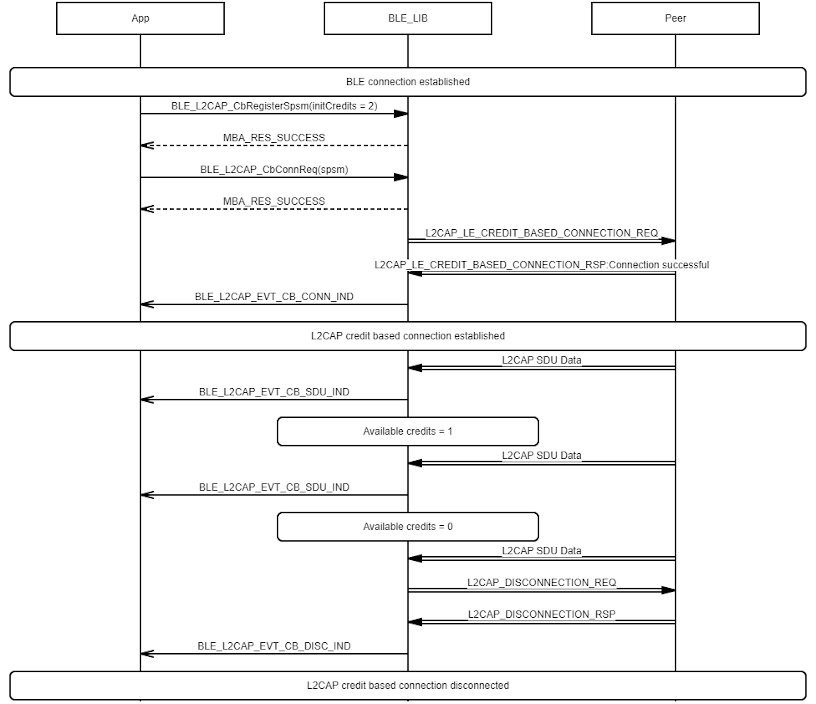 App
BLE_LIB
Peer
BLE connection established
BLE_L2CAP_CbRegisterSpsm(initCredits = 2)
MBA_RES_SUCCESS
BLE_L2CAP_CbConnReq(spsm)
MBA_RES_SUCCESS
L2CAP_LE_CREDIT_BASED_CONNECTION_REQ
L2CAP_LE_CREDIT_BASED_CONNECTION_RSP:Connection successful
BLE_L2CAP_EVT_CB_CONN_IND
L2CAP credit based connection established
L2CAP SDU Data
BLE_L2CAP_EVT_CB_SDU_IND
Available credits = 1
L2CAP SDU Data
BLE_L2CAP_EVT_CB_SDU_IND
Available credits = 0
L2CAP SDU Data
L2CAP_DISCONNECTION_REQ
L2CAP_DISCONNECTION_RSP
BLE_L2CAP_EVT_CB_DISC_IND
L2CAP credit based connection disconnected